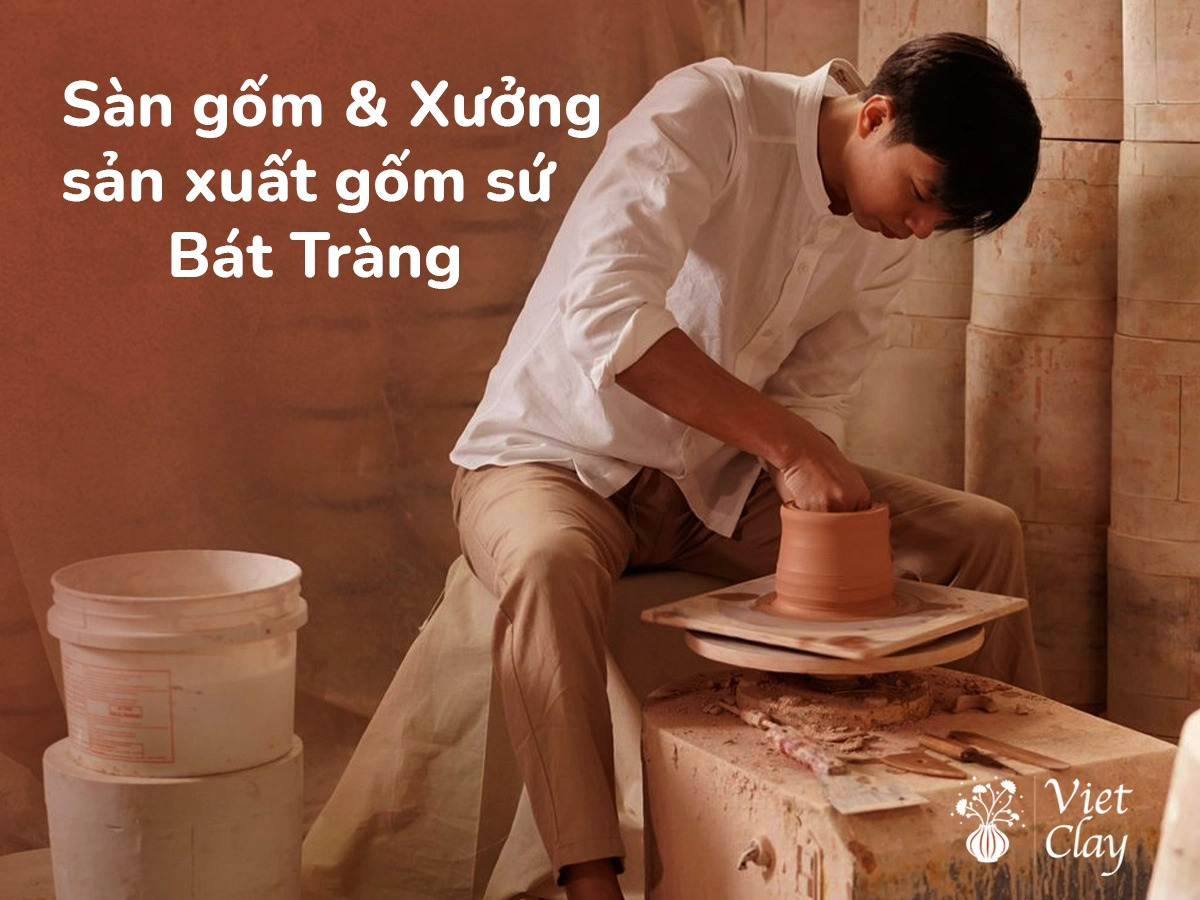 Sàn gốm & Xưởng
sản xuất gốm sứ
Bát Tràng
Viet
Clay